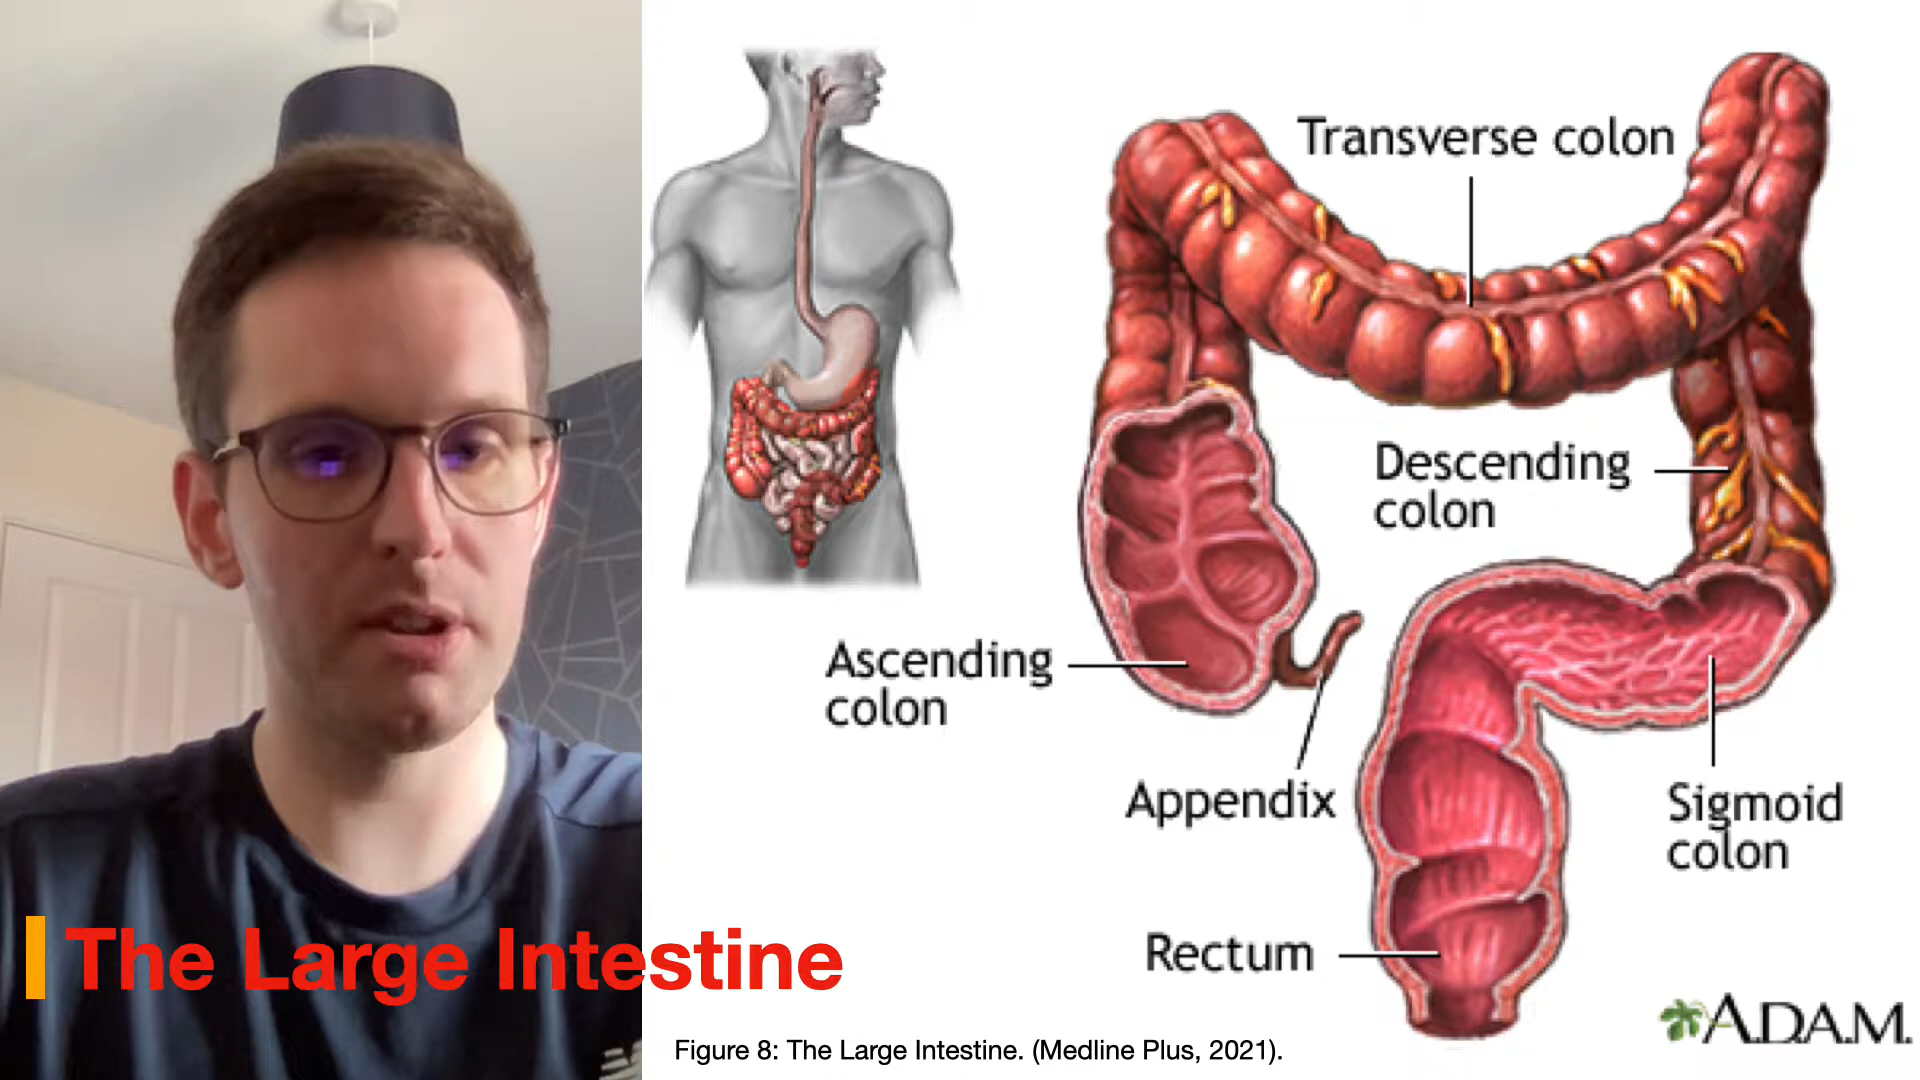 Transverse colon
Descending
colon
Ascending
colon
Appendix
Sigmoid
colon
Rectum
The Large Intestine
A.D.A.M.
Figure 8: The Large Intestine. (Medline Plus, 2021).